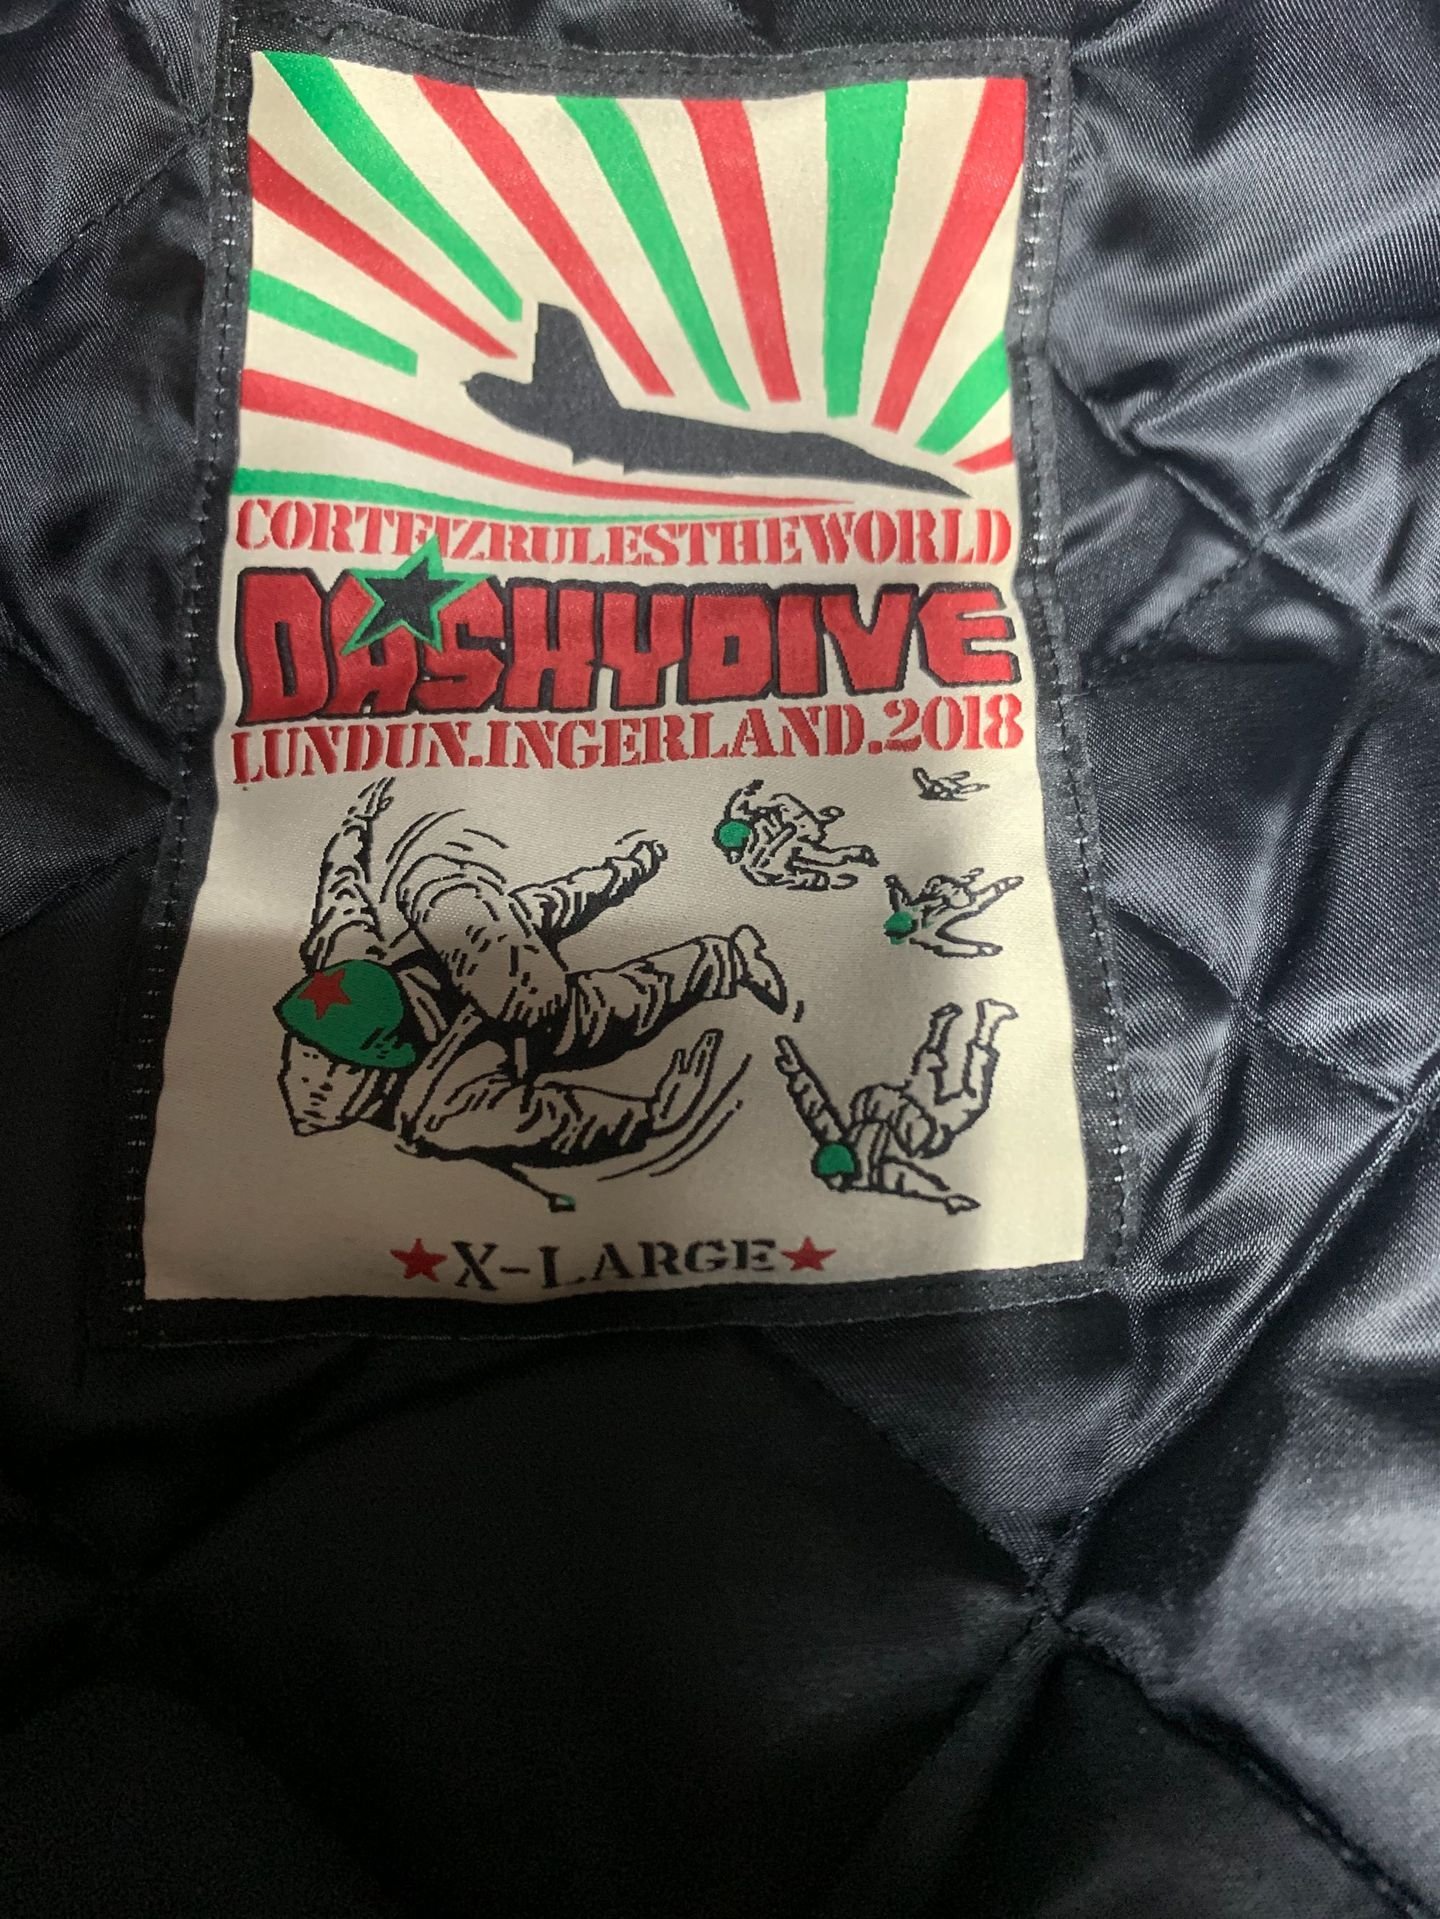 CORTEIZRULESTHEWORLD
DASKYDIVE
LUNDUN.INGERLAND.2018
X-LARGE